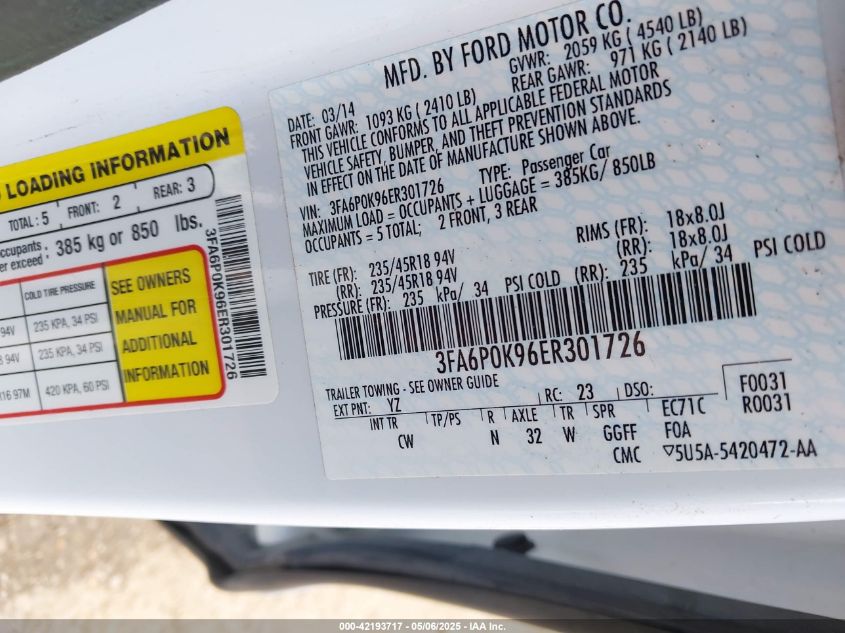 LOADING INFORMATION
TOTAL: 5 FRONT: 2 REAR: 3
385 kg or 850 lbs.
COLD TIRE PRESSURE
94V 235 KPA, 34 PSI
94V 235 KPA, 34 PSI
97M 420 KPA, 60 PSI
SEE OWNERS
MANUAL FOR
ADDITIONAL
INFORMATION
3FA6P0K96ER301726
MFD. BY FORD MOTOR CO.
DATE: 03/14 GVWR: 2059 KG ( 4540 LB)
FRONT GAWR: 1093 KG ( 2410 LB) REAR GAWR: 971 KG ( 2140 LB)
THIS VEHICLE CONFORMS TO ALL APPLICABLE FEDERAL MOTOR
VEHICLE SAFETY, BUMPER, AND THEFT PREVENTION STANDARDS
IN EFFECT ON THE DATE OF MANUFACTURE SHOWN ABOVE.
VIN: 3FA6P0K96ER301726 TYPE: Passenger Car
MAXIMUM LOAD = OCCUPANTS + LUGGAGE = 385KG/ 850LB
OCCUPANTS = 5 TOTAL; 2 FRONT, 3 REAR
TIRE (FR): 235/45R18 94V RIMS (FR): 18x8.0J
(RR): 235/45R18 94V (RR): 18x8.0J
PRESSURE (FR): 235 kPa/ 34 PSI COLD (RR): 235 kPa/ 34 PSI COLD
3FA6P0K96ER301726
TRAILER TOWING - SEE OWNER GUIDE
EXT PNT: YZ RC: 23 DSO: F0031
R0031
INT TR TP/PS R AXLE TR SPR EC71C
CW N 32 W GGFF F0A
CMC 5U5A-5420472-AA
000-42193717 - 05/06/2025 - IAA Inc.